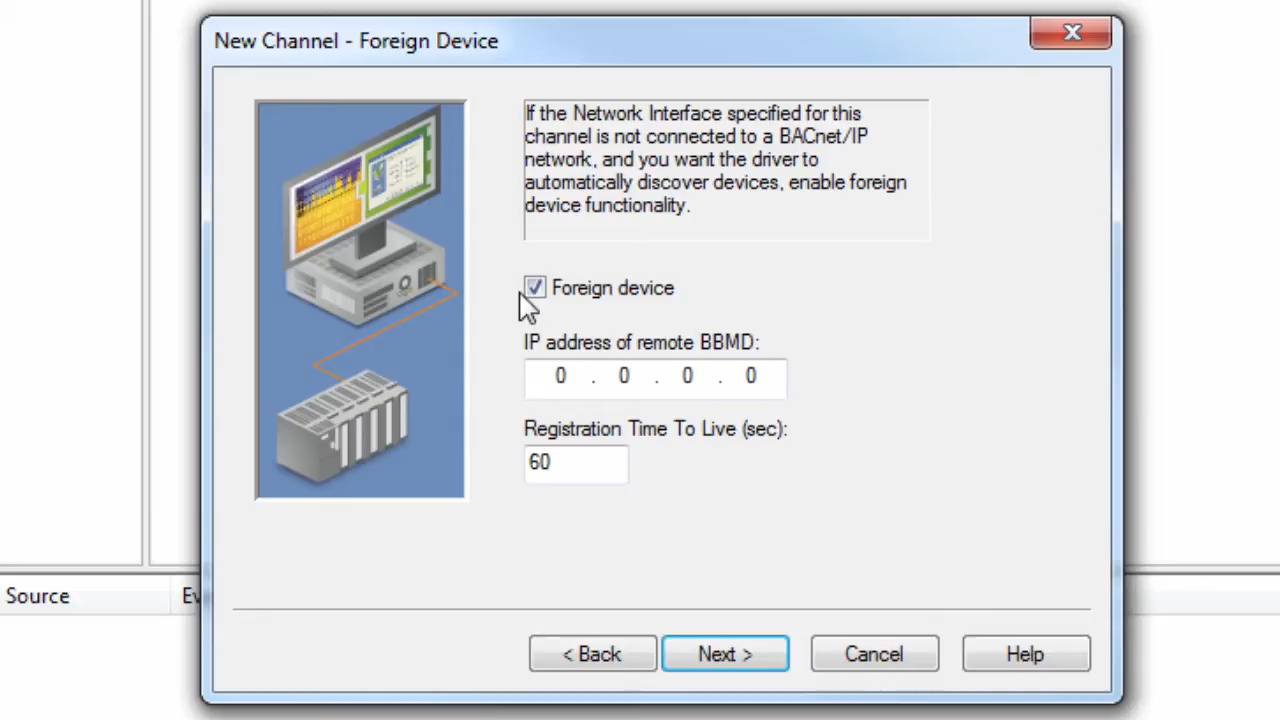 New Channel - Foreign Device
If the Network Interface specified for this
channel is not connected to a BACnet/IP
network, and you want the driver to
automatically discover devices, enable foreign
device functionality.
Foreign device
IP address of remote BBMD:
0 . 0 . 0 . 0
Registration Time To Live (sec):
60
Source
Ev
< Back
Next >
Cancel
Help